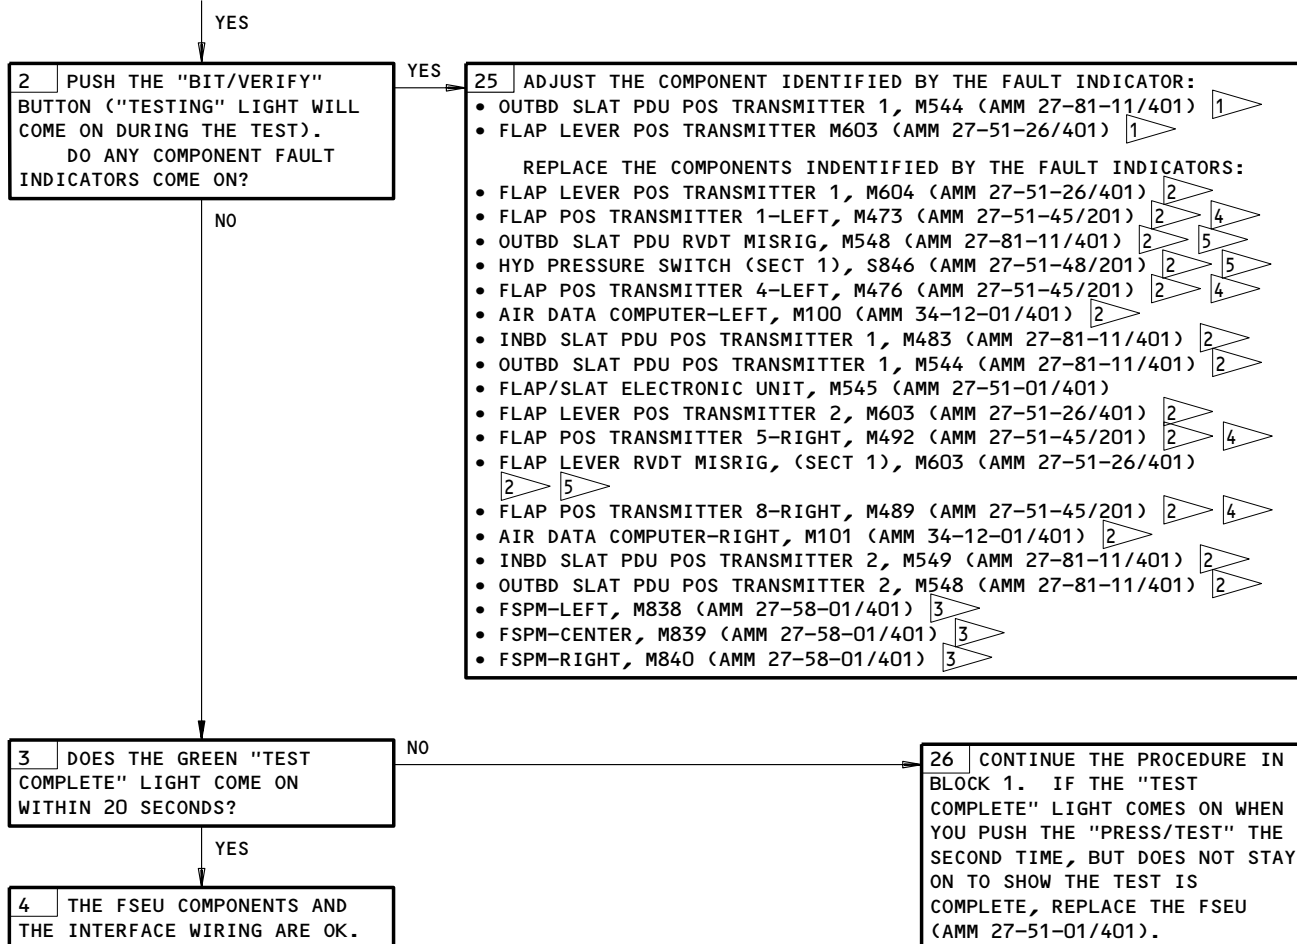 YES
2 PUSH THE "BIT/VERIFY"
BUTTON ("TESTING" LIGHT WILL
COME ON DURING THE TEST).
DO ANY COMPONENT FAULT
INDICATORS COME ON?
YES
NO
25 ADJUST THE COMPONENT IDENTIFIED BY THE FAULT INDICATOR:
• OUTBD SLAT PDU POS TRANSMITTER 1, M544 (AMM 27-81-11/401) 1
• FLAP LEVER POS TRANSMITTER M603 (AMM 27-51-26/401) 1
REPLACE THE COMPONENTS INDENTIFIED BY THE FAULT INDICATORS:
• FLAP LEVER POS TRANSMITTER 1, M604 (AMM 27-51-26/401) 2
• FLAP POS TRANSMITTER 1-LEFT, M473 (AMM 27-51-45/201) 2 4
• OUTBD SLAT PDU RVDT MISRIG, M548 (AMM 27-81-11/401) 2 5
• HYD PRESSURE SWITCH (SECT 1), S846 (AMM 27-51-48/201) 2 5
• FLAP POS TRANSMITTER 4-LEFT, M476 (AMM 27-51-45/201) 2 4
• AIR DATA COMPUTER-LEFT, M100 (AMM 34-12-01/401) 2
• INBD SLAT PDU POS TRANSMITTER 1, M483 (AMM 27-81-11/401) 2
• OUTBD SLAT PDU POS TRANSMITTER 1, M544 (AMM 27-81-11/401) 2
• FLAP/SLAT ELECTRONIC UNIT, M545 (AMM 27-51-01/401)
• FLAP LEVER POS TRANSMITTER 2, M603 (AMM 27-51-26/401) 2
• FLAP POS TRANSMITTER 5-RIGHT, M492 (AMM 27-51-45/201) 2 4
• FLAP LEVER RVDT MISRIG, (SECT 1), M603 (AMM 27-51-26/401)
2 5
• FLAP POS TRANSMITTER 8-RIGHT, M489 (AMM 27-51-45/201) 2 4
• AIR DATA COMPUTER-RIGHT, M101 (AMM 34-12-01/401) 2
• INBD SLAT PDU POS TRANSMITTER 2, M549 (AMM 27-81-11/401) 2
• OUTBD SLAT PDU POS TRANSMITTER 2, M548 (AMM 27-81-11/401) 2
• FSPM-LEFT, M838 (AMM 27-58-01/401) 3
• FSPM-CENTER, M839 (AMM 27-58-01/401) 3
• FSPM-RIGHT, M840 (AMM 27-58-01/401) 3
3 DOES THE GREEN "TEST
COMPLETE" LIGHT COME ON
WITHIN 20 SECONDS?
NO
YES
26 CONTINUE THE PROCEDURE IN
BLOCK 1. IF THE "TEST
COMPLETE" LIGHT COMES ON WHEN
YOU PUSH THE "PRESS/TEST" THE
SECOND TIME, BUT DOES NOT STAY
ON TO SHOW THE TEST IS
COMPLETE, REPLACE THE FSEU
(AMM 27-51-01/401).
4 THE FSEU COMPONENTS AND
THE INTERFACE WIRING ARE OK.